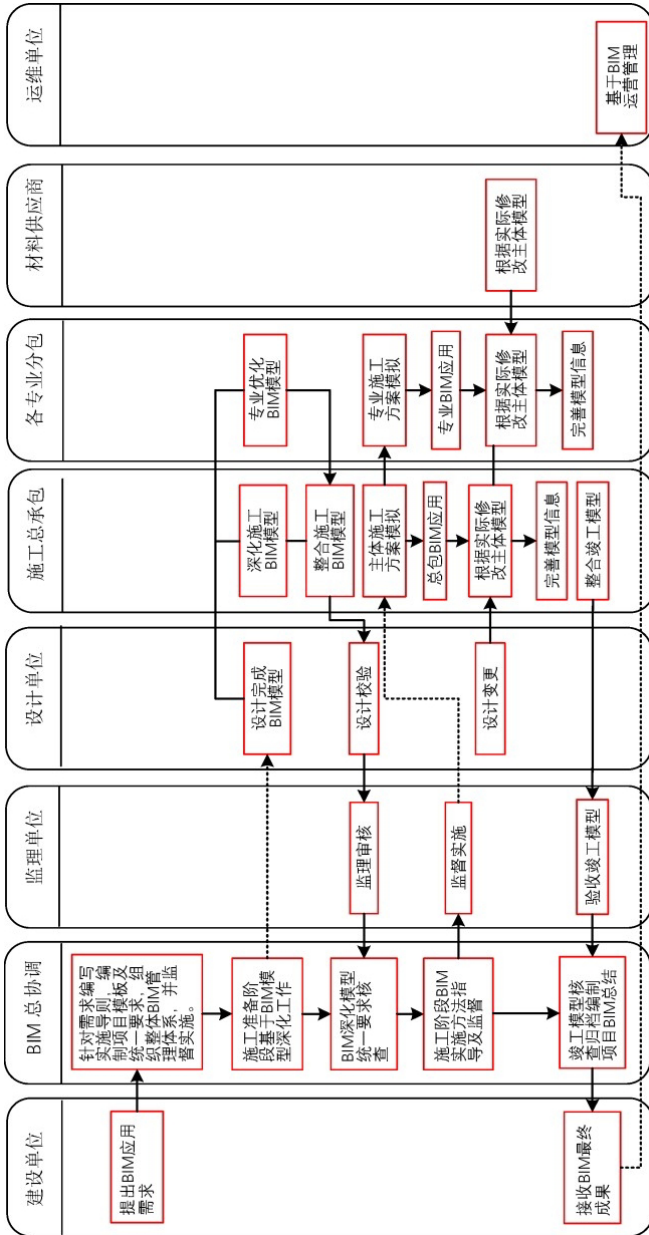 建设单位
提出BIM应用
需求
接收BIM最终
成果
BIM 总协调
针对需求编写
实施导则，编
制项目模板及
统一要求，组
织整体BIM管
理体系，并监
督实施。
施工准备阶
段基于BIM模
型深化工作
BIM深化模型
统一要求核
查
施工阶段BIM
实施方法指
导及监督
竣工模型核
查归档编制
项目BIM总结
监理单位
监理审核
监督实施
验收竣工模型
设计单位
设计完成
BIM模型
设计校验
设计变更
施工总承包
深化施工
BIM模型
整合施工
BIM模型
主体施工
方案模拟
总包BIM应用
根据实际修
改主体模型
完善模型信息
整合竣工模型
各专业分包
专业优化
BIM模型
专业施工
方案模拟
专业BIM应用
根据实际修
改主体模型
完善模型信息
材料供应商
根据实际修
改主体模型
运维单位
基于BIM
运营管理